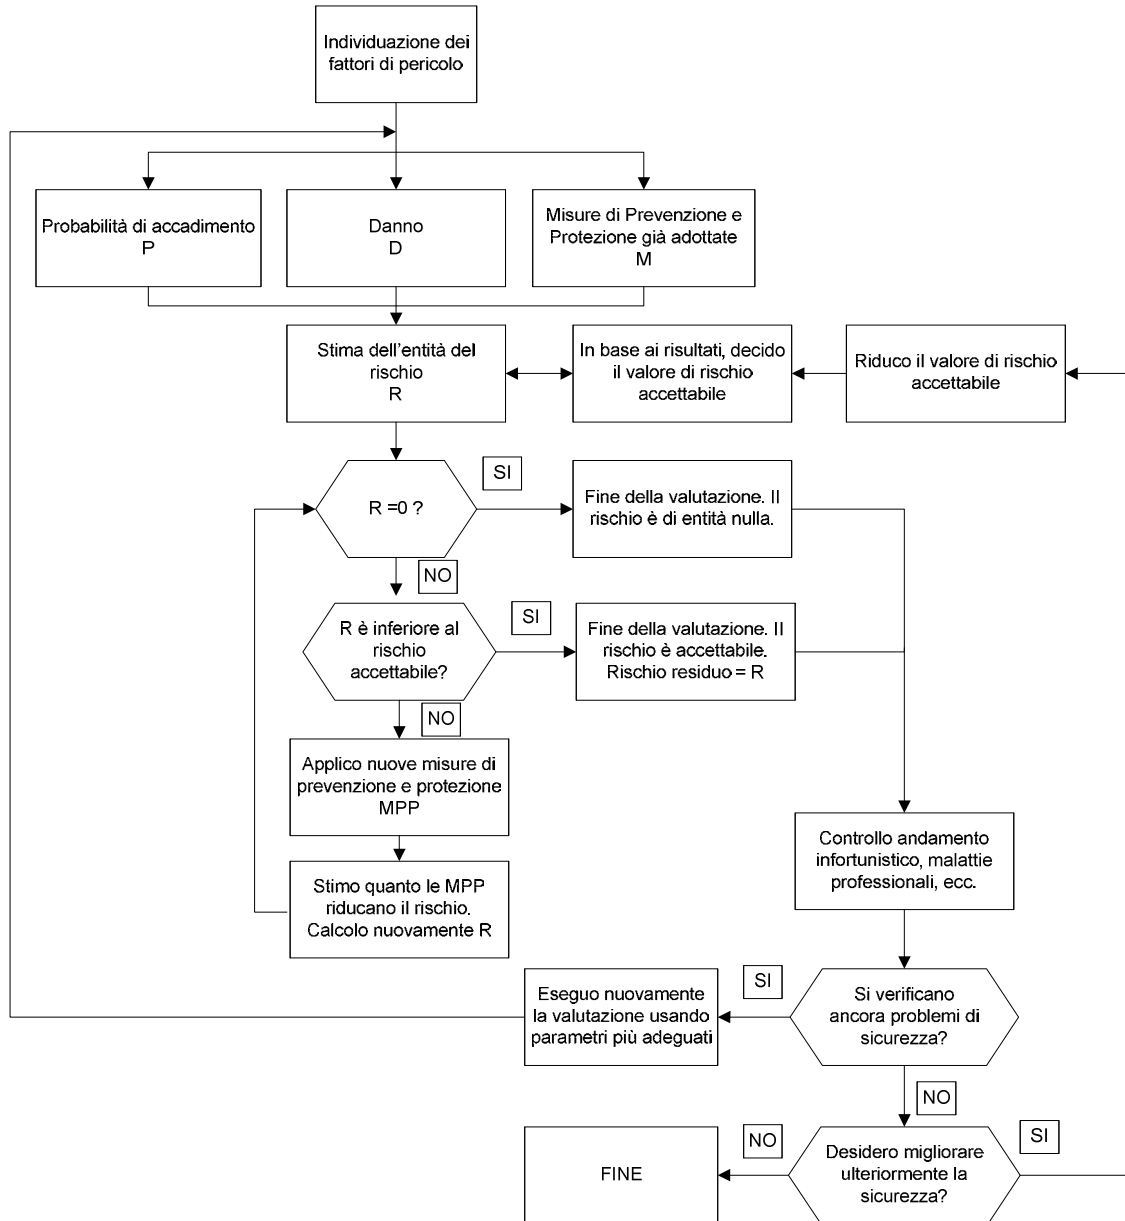 Individuazione dei
fattori di pericolo
Probabilità di accadimento
P
Danno
D
Misure di Prevenzione e
Protezione già adottate
M
Stima dell'entità del
rischio
R
In base ai risultati, decido
il valore di rischio
accettabile
Riduco il valore di rischio
accettabile
R =0 ?
SI
Fine della valutazione. Il
rischio è di entità nulla.
NO
R è inferiore al
rischio
accettabile?
SI
Fine della valutazione. Il
rischio è accettabile.
Rischio residuo = R
NO
Applico nuove misure di
prevenzione e protezione
MPP
Stimo quanto le MPP
riducano il rischio.
Calcolo nuovamente R
Controllo andamento
infortunistico, malattie
professionali, ecc.
Si verificano
ancora problemi di
sicurezza?
SI
Eseguo nuovamente
la valutazione usando
parametri più adeguati
NO
Desidero migliorare
ulteriormente la
sicurezza?
SI
NO
FINE